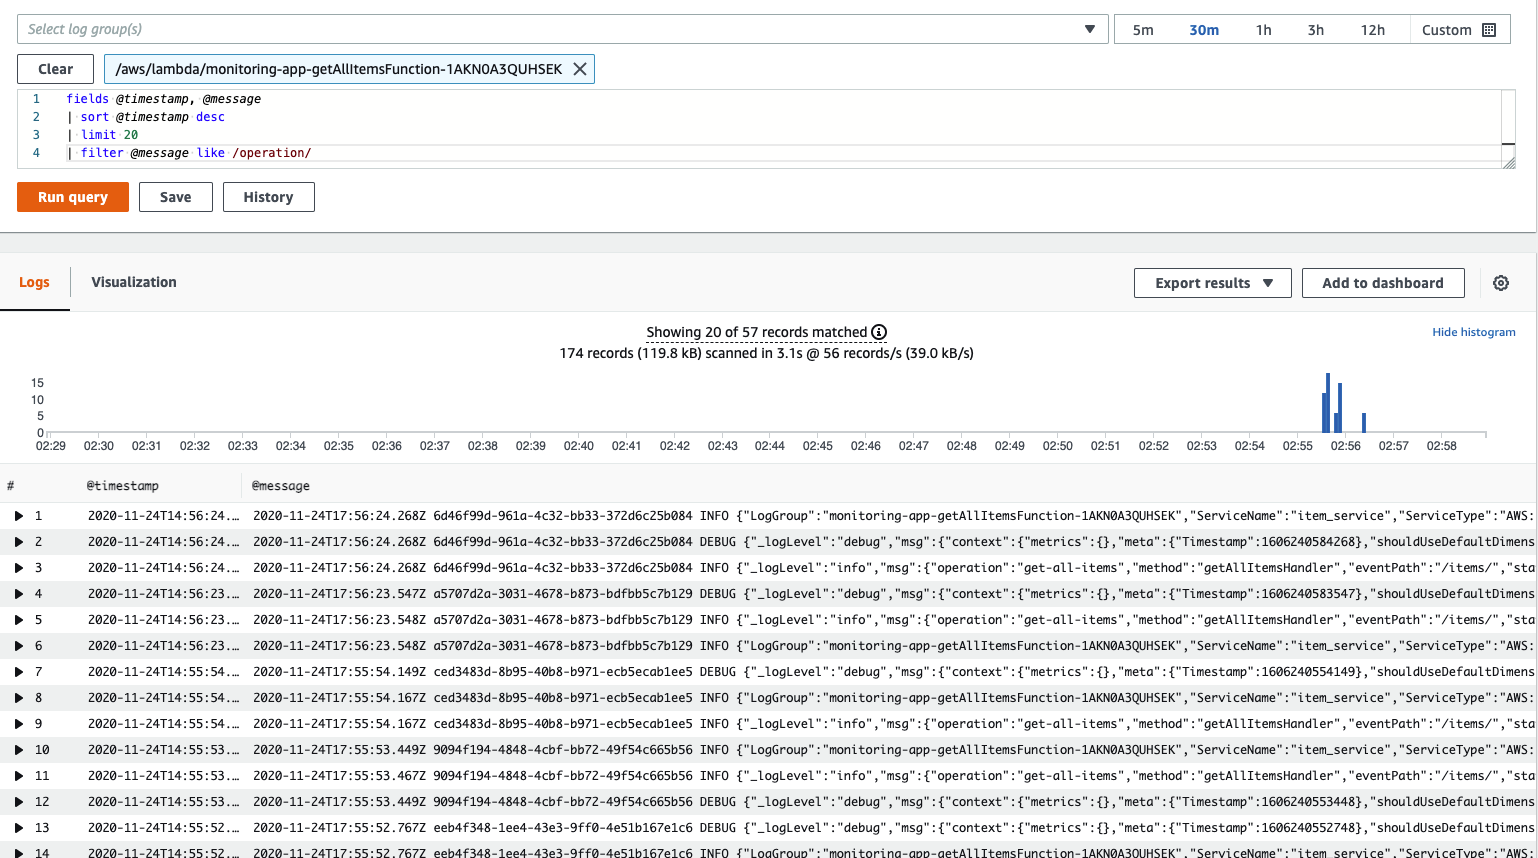 Select log group(s)
5m 30m 1h 3h 12h Custom
Clear /aws/lambda/monitoring-app-getAllItemsFunction-1AKN0A3QUHSEK
1 fields @timestamp, @message
2 | sort @timestamp desc
3 | limit 20
4 | filter @message like /operation/
Run query Save History
Logs Visualization Export results Add to dashboard
Showing 20 of 57 records matched Hide histogram
174 records (119.8 kB) scanned in 3.1s @ 56 records/s (39.0 kB/s)
15
10
5
0
02:29 02:30 02:31 02:32 02:33 02:34 02:35 02:36 02:37 02:38 02:39 02:40 02:41 02:42 02:43 02:44 02:45 02:46 02:47 02:48 02:49 02:50 02:51 02:52 02:53 02:54 02:55 02:56 02:57 02:58
# @timestamp @message
1 2020-11-24T14:56:24.... 2020-11-24T17:56:24.268Z 6d46f99d-961a-4c32-bb33-372d6c25b084 INFO {"LogGroup":"monitoring-app-getAllItemsFunction-1AKN0A3QUHSEK","ServiceName":"item_service","ServiceType":"AWS:
2 2020-11-24T14:56:24.... 2020-11-24T17:56:24.268Z 6d46f99d-961a-4c32-bb33-372d6c25b084 DEBUG {"_logLevel":"debug","msg":{"context":{"metrics":{},"meta":{"Timestamp":1606240584268},"shouldUseDefaultDimens
3 2020-11-24T14:56:24.... 2020-11-24T17:56:24.268Z 6d46f99d-961a-4c32-bb33-372d6c25b084 INFO {"_logLevel":"info","msg":{"operation":"get-all-items","method":"getAllItemsHandler","eventPath":"/items/","sta
4 2020-11-24T14:56:23.... 2020-11-24T17:56:23.547Z a5707d2a-3031-4678-b873-bdfbb5c7b129 DEBUG {"_logLevel":"debug","msg":{"context":{"metrics":{},"meta":{"Timestamp":1606240583547},"shouldUseDefaultDimens
5 2020-11-24T14:56:23.... 2020-11-24T17:56:23.548Z a5707d2a-3031-4678-b873-bdfbb5c7b129 INFO {"_logLevel":"info","msg":{"operation":"get-all-items","method":"getAllItemsHandler","eventPath":"/items/","sta
6 2020-11-24T14:56:23.... 2020-11-24T17:56:23.548Z a5707d2a-3031-4678-b873-bdfbb5c7b129 INFO {"LogGroup":"monitoring-app-getAllItemsFunction-1AKN0A3QUHSEK","ServiceName":"item_service","ServiceType":"AWS:
7 2020-11-24T14:55:54.... 2020-11-24T17:55:54.149Z ced3483d-8b95-40b8-b971-ecb5ecab1ee5 DEBUG {"_logLevel":"debug","msg":{"context":{"metrics":{},"meta":{"Timestamp":1606240554149},"shouldUseDefaultDimens
8 2020-11-24T14:55:54.... 2020-11-24T17:55:54.167Z ced3483d-8b95-40b8-b971-ecb5ecab1ee5 INFO {"LogGroup":"monitoring-app-getAllItemsFunction-1AKN0A3QUHSEK","ServiceName":"item_service","ServiceType":"AWS:
9 2020-11-24T14:55:54.... 2020-11-24T17:55:54.167Z ced3483d-8b95-40b8-b971-ecb5ecab1ee5 INFO {"_logLevel":"info","msg":{"operation":"get-all-items","method":"getAllItemsHandler","eventPath":"/items/","sta
10 2020-11-24T14:55:53.... 2020-11-24T17:55:53.449Z 9094f194-4848-4cbf-bb72-49f54c665b56 INFO {"LogGroup":"monitoring-app-getAllItemsFunction-1AKN0A3QUHSEK","ServiceName":"item_service","ServiceType":"AWS:
11 2020-11-24T14:55:53.... 2020-11-24T17:55:53.467Z 9094f194-4848-4cbf-bb72-49f54c665b56 INFO {"_logLevel":"info","msg":{"operation":"get-all-items","method":"getAllItemsHandler","eventPath":"/items/","sta
12 2020-11-24T14:55:53.... 2020-11-24T17:55:53.449Z 9094f194-4848-4cbf-bb72-49f54c665b56 DEBUG {"_logLevel":"debug","msg":{"context":{"metrics":{},"meta":{"Timestamp":1606240553448},"shouldUseDefaultDimens
13 2020-11-24T14:55:52.... 2020-11-24T17:55:52.767Z eeb4f348-1ee4-43e3-9ff0-4e51b167e1c6 DEBUG {"_logLevel":"debug","msg":{"context":{"metrics":{},"meta":{"Timestamp":1606240552748},"shouldUseDefaultDimens
14 2020-11-24T14:55:52.... 2020-11-24T17:55:52.767Z eeb4f348-1ee4-43e3-9ff0-4e51b167e1c6 INFO {"LogGroup":"monitoring-app-getAllItemsFunction-1AKN0A3QUHSEK","ServiceName":"item_service","ServiceType":"AWS: